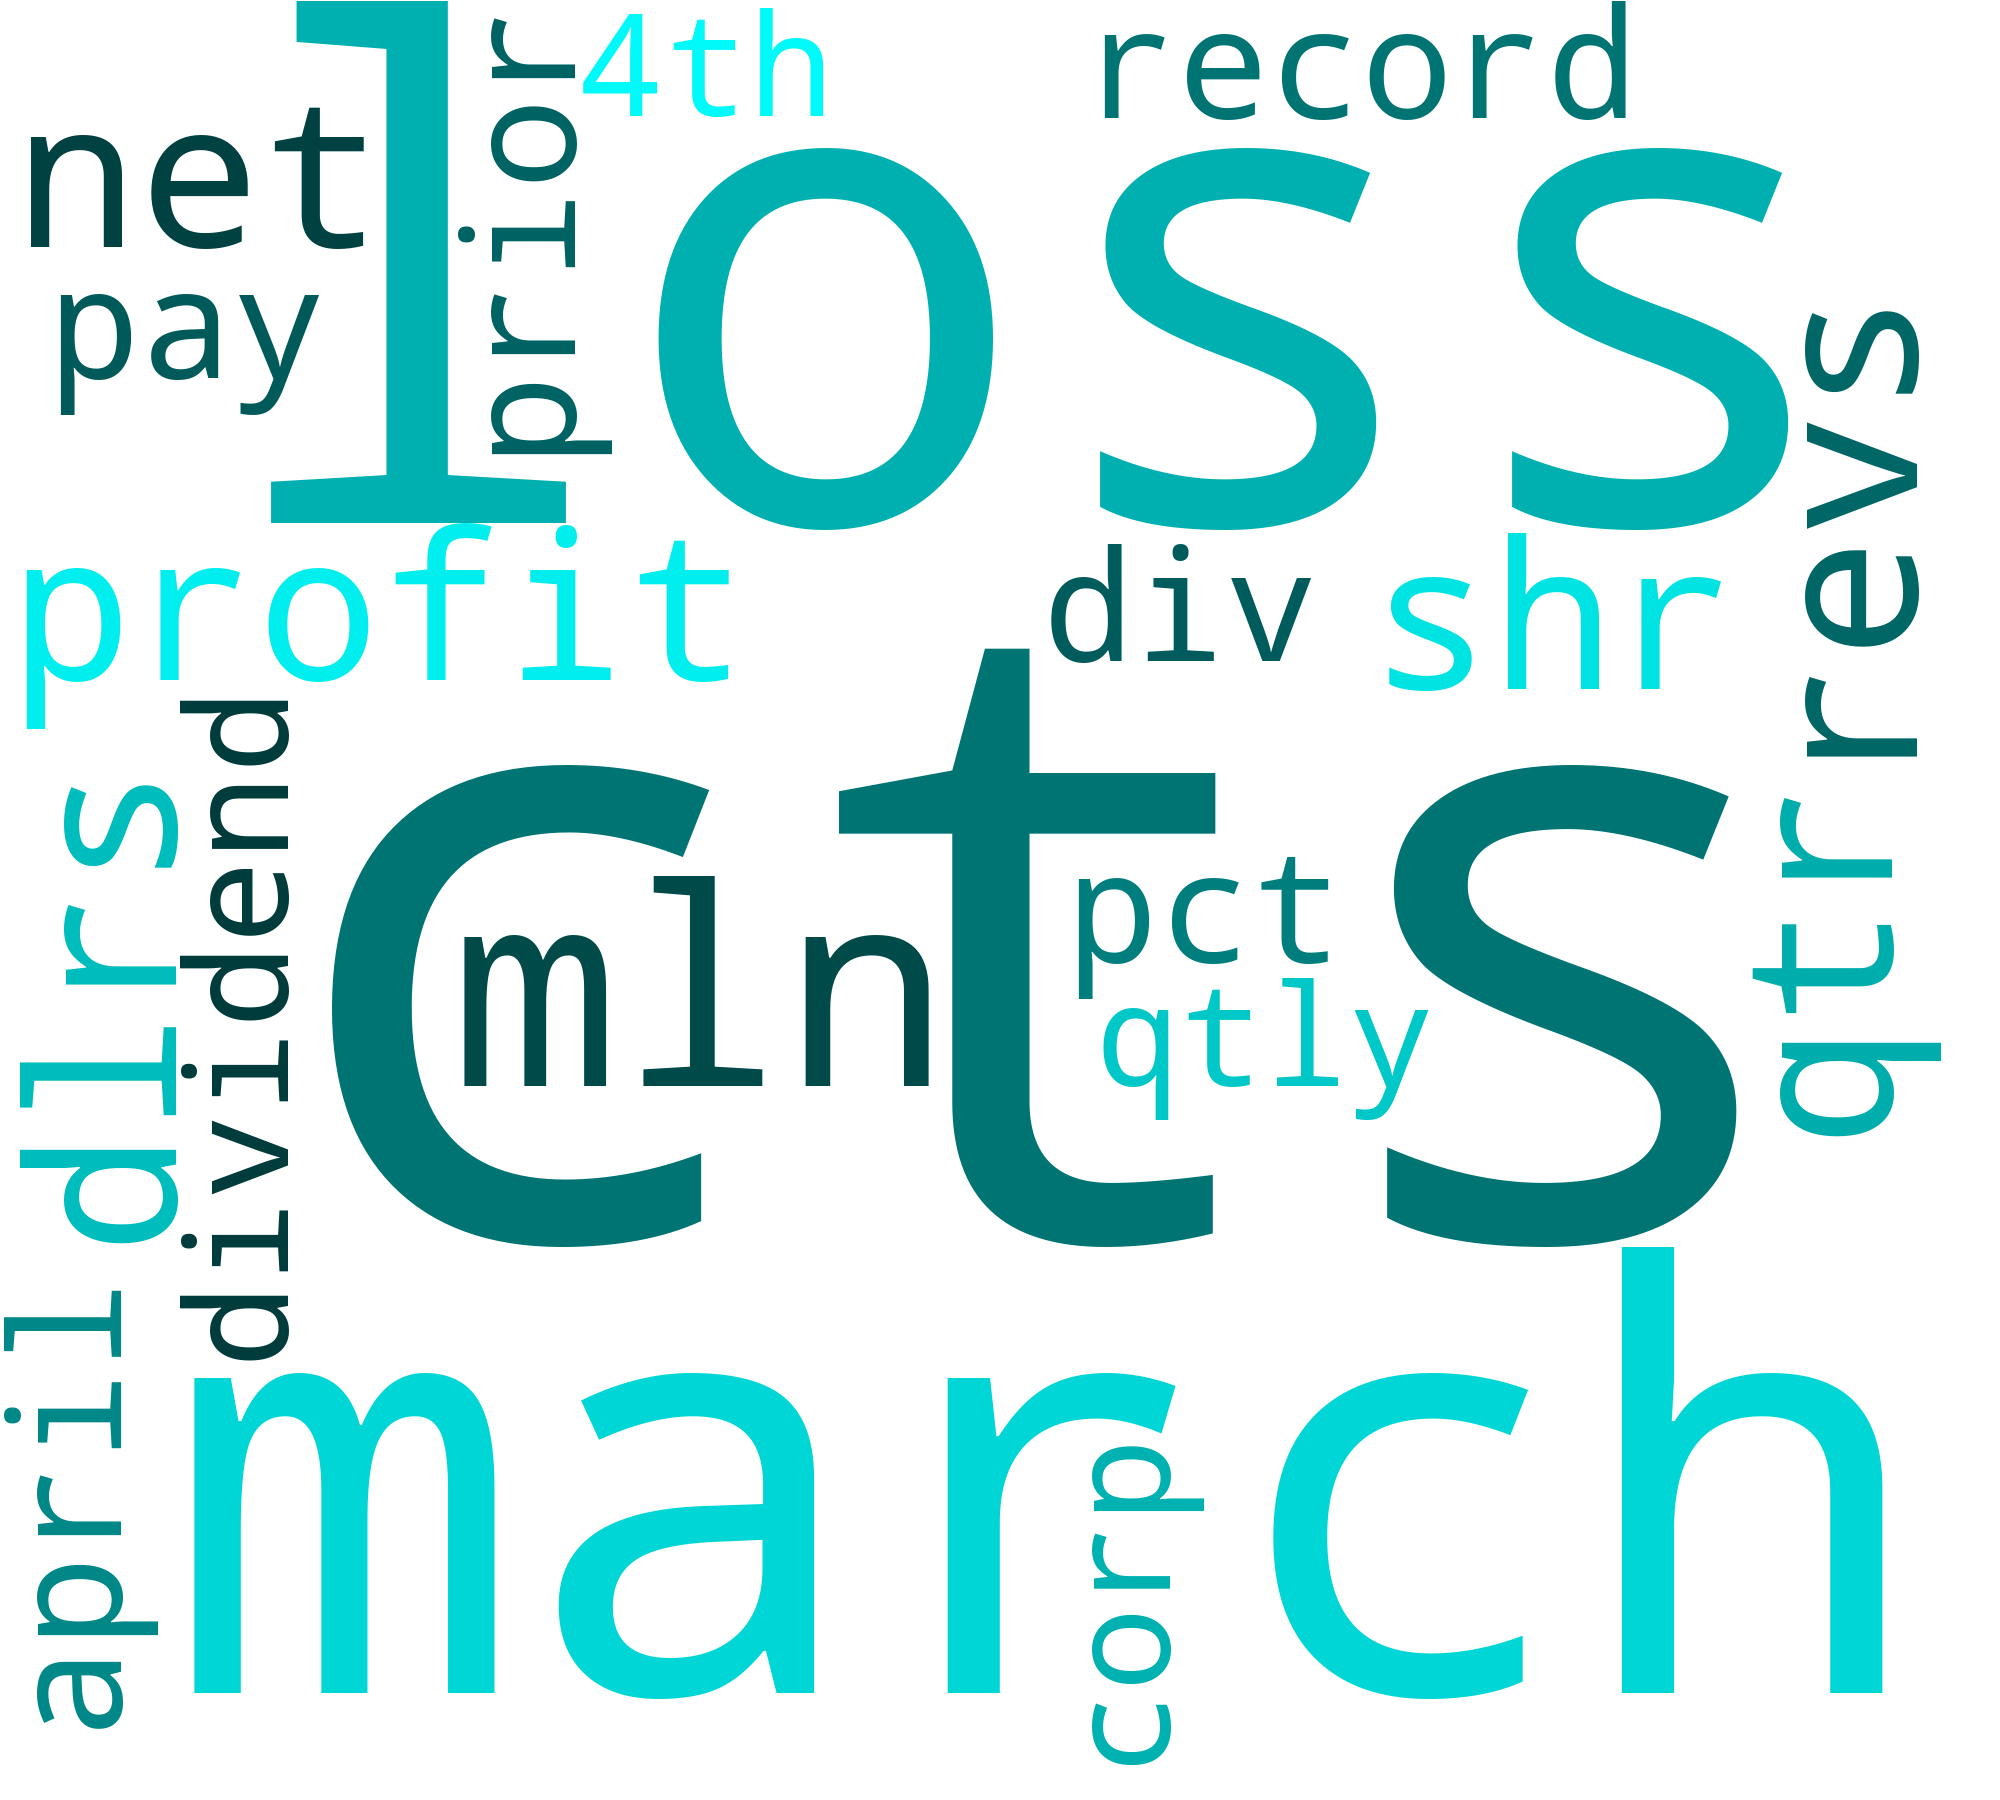 4th
record
prior
net
loss
pay
revs
profit
div
shr
dividend
dlrs
cts
qtr
mln
pct
qtly
april
march
corp